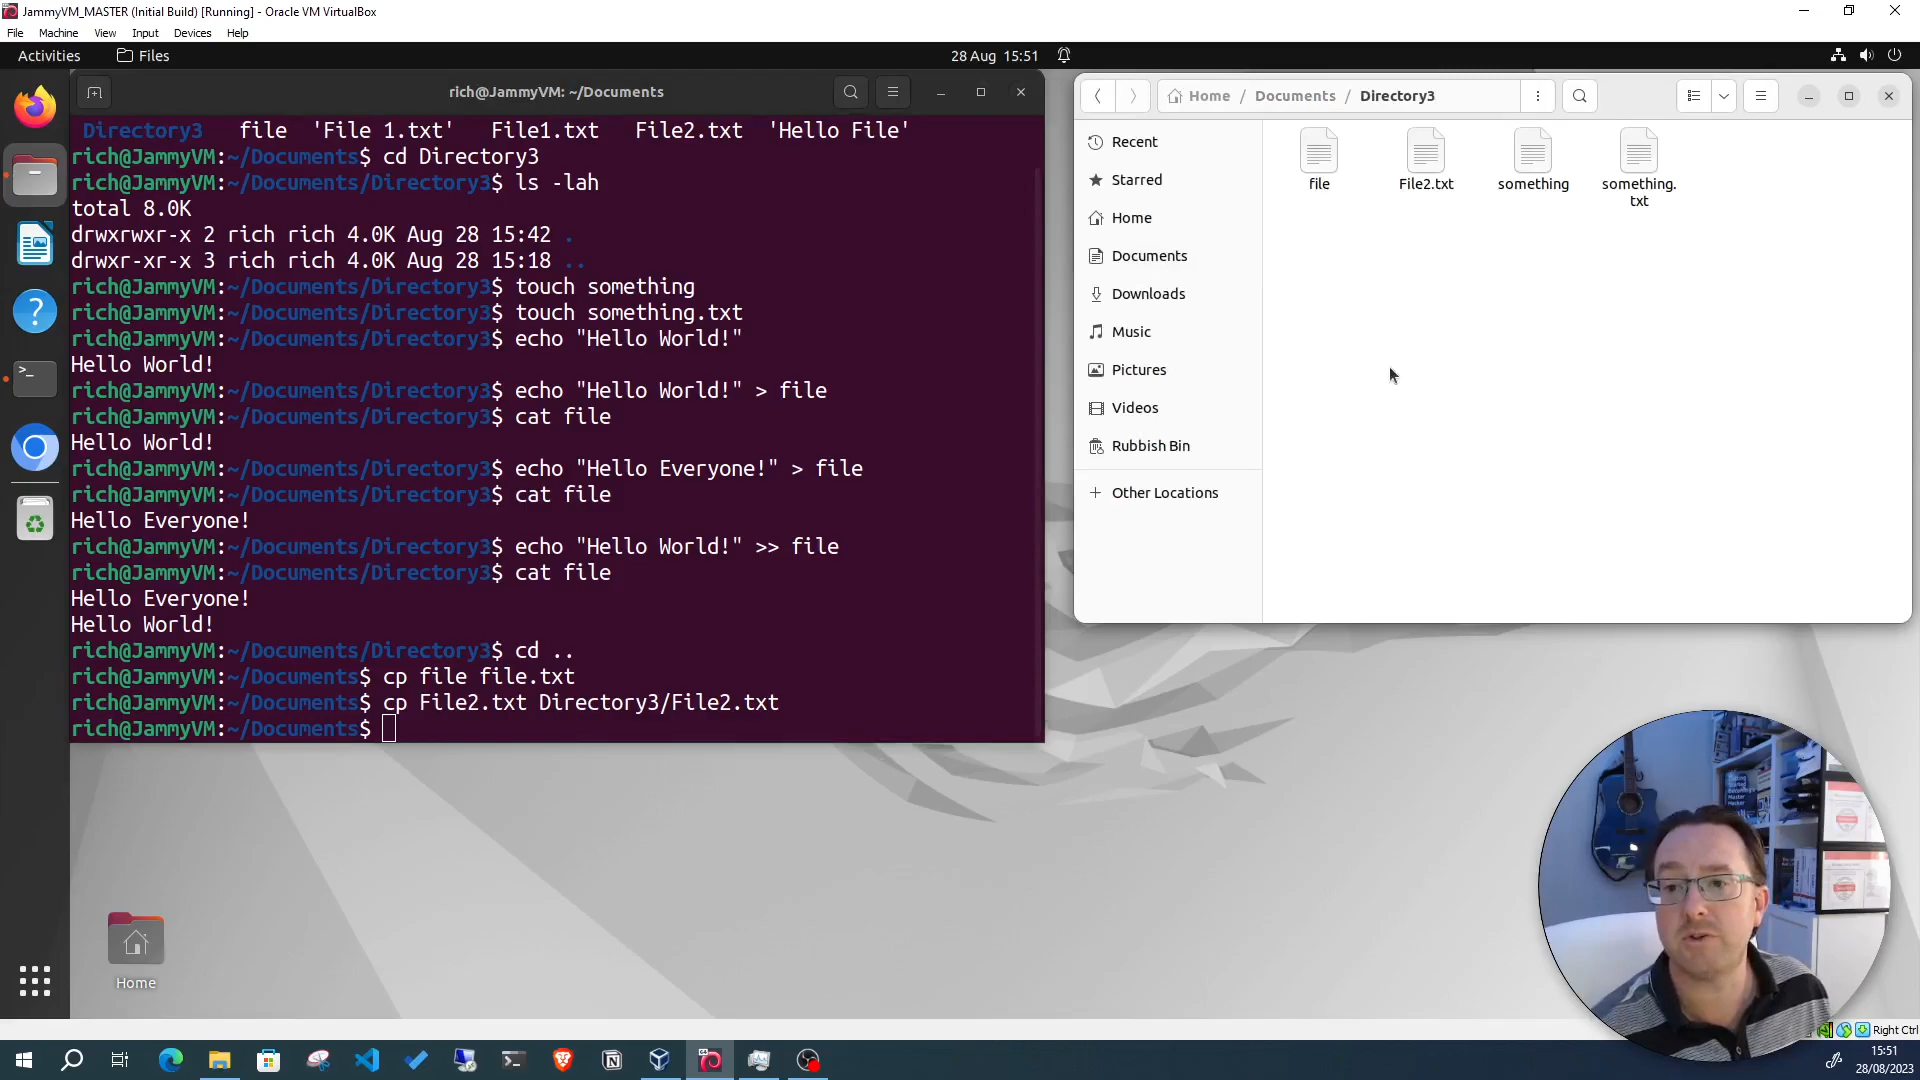 JammyVM_MASTER (Initial Build) [Running] - Oracle VM VirtualBox
File Machine View Input Devices Help
Activities Files 28 Aug 15:51
rich@JammyVM: ~/Documents
Directory3 file 'File 1.txt' File1.txt File2.txt 'Hello File'
rich@JammyVM:~/Documents$ cd Directory3
rich@JammyVM:~/Documents/Directory3$ ls -lah
total 8.0K
drwxrwxr-x 2 rich rich 4.0K Aug 28 15:42 .
drwxr-xr-x 3 rich rich 4.0K Aug 28 15:18 ..
rich@JammyVM:~/Documents/Directory3$ touch something
rich@JammyVM:~/Documents/Directory3$ touch something.txt
rich@JammyVM:~/Documents/Directory3$ echo "Hello World!"
Hello World!
rich@JammyVM:~/Documents/Directory3$ echo "Hello World!" > file
rich@JammyVM:~/Documents/Directory3$ cat file
Hello World!
rich@JammyVM:~/Documents/Directory3$ echo "Hello Everyone!" > file
rich@JammyVM:~/Documents/Directory3$ cat file
Hello Everyone!
rich@JammyVM:~/Documents/Directory3$ echo "Hello World!" >> file
rich@JammyVM:~/Documents/Directory3$ cat file
Hello Everyone!
Hello World!
rich@JammyVM:~/Documents/Directory3$ cd ..
rich@JammyVM:~/Documents$ cp file file.txt
rich@JammyVM:~/Documents$ cp File2.txt Directory3/File2.txt
rich@JammyVM:~/Documents$
Home / Documents / Directory3
Recent
Starred
Home
Documents
Downloads
Music
Pictures
Videos
Rubbish Bin
Other Locations
file
File2.txt
something
something.
txt
Home
Right Ctrl
15:51
28/08/2023